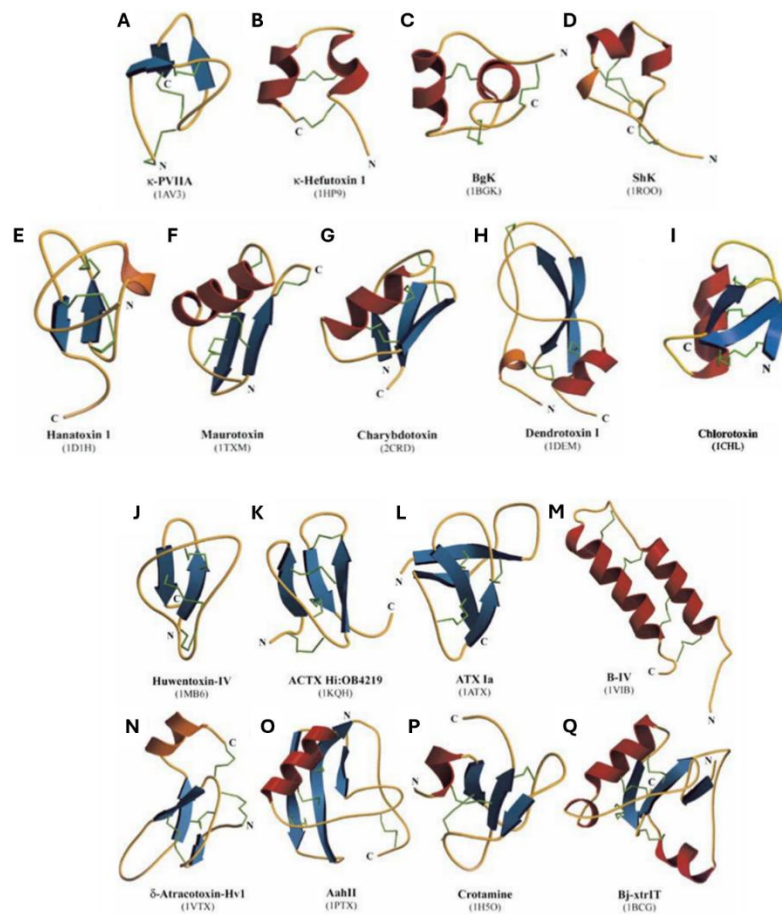 A B C D
N
C
N
C
C
C
N
N
N
κ-PVIIA κ-Hefutoxin 1 BgK ShK
(1AV3) (1HP9) (1BGK) (1ROO)
E F G H I
C
N
C
N
N
N
C
C
N
C
Hanatoxin 1 Maurotoxin Charybdotoxin Dendrotoxin I Chlorotoxin
(1D1H) (1TXM) (2CRD) (1DEM) (ICHL)
J K L M
N
C
C
N
N
C
C
N
Huwentoxin-IV ACTX Hi:OB4219 ATX Ia B-IV
(1MB6) (1KQH) (1ATX) (1VIB)
N O P Q
N
C
C
N
C
N
N
C
δ-Atracotoxin-Hv1 AahII Crotamine Bj-xtrIT
(1VTX) (1PTX) (1H5O) (1BCG)